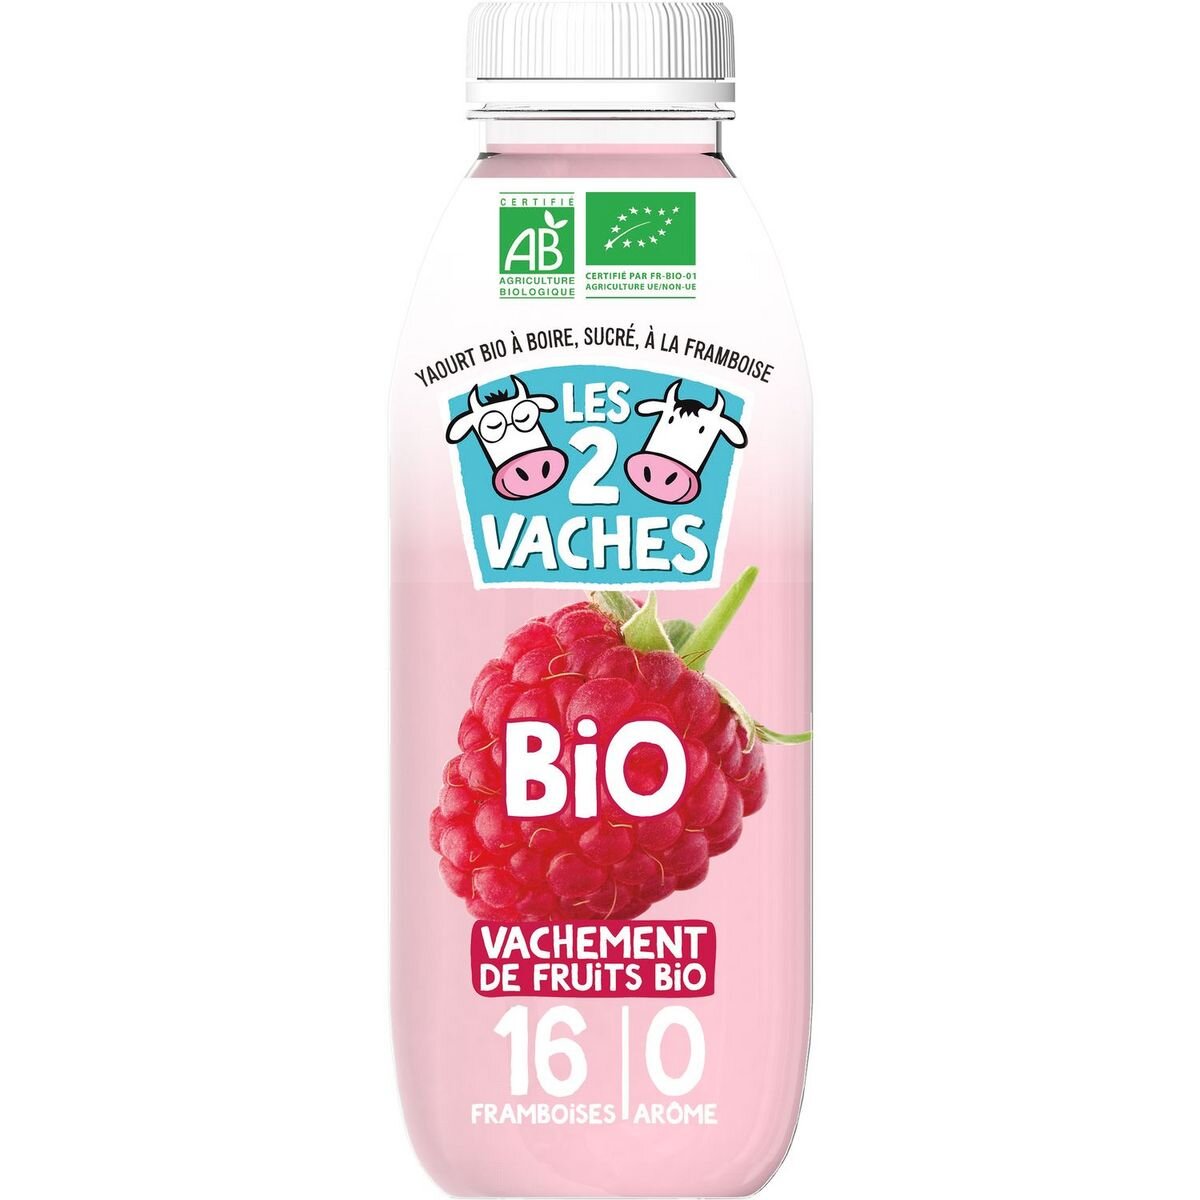 CERTIFIÉ
AB
AGRICULTURE
BIOLOGIQUE
CERTIFIÉ PAR FR-BIO-01
AGRICULTURE UE/NON-UE
YAOURT BIO À BOIRE, SUCRÉ, À LA FRAMBOISE
LES
2
VACHES
BiO
VACHEMENT
DE FRUiTS BiO
16 | 0
FRAMBOiSES | ARÔME